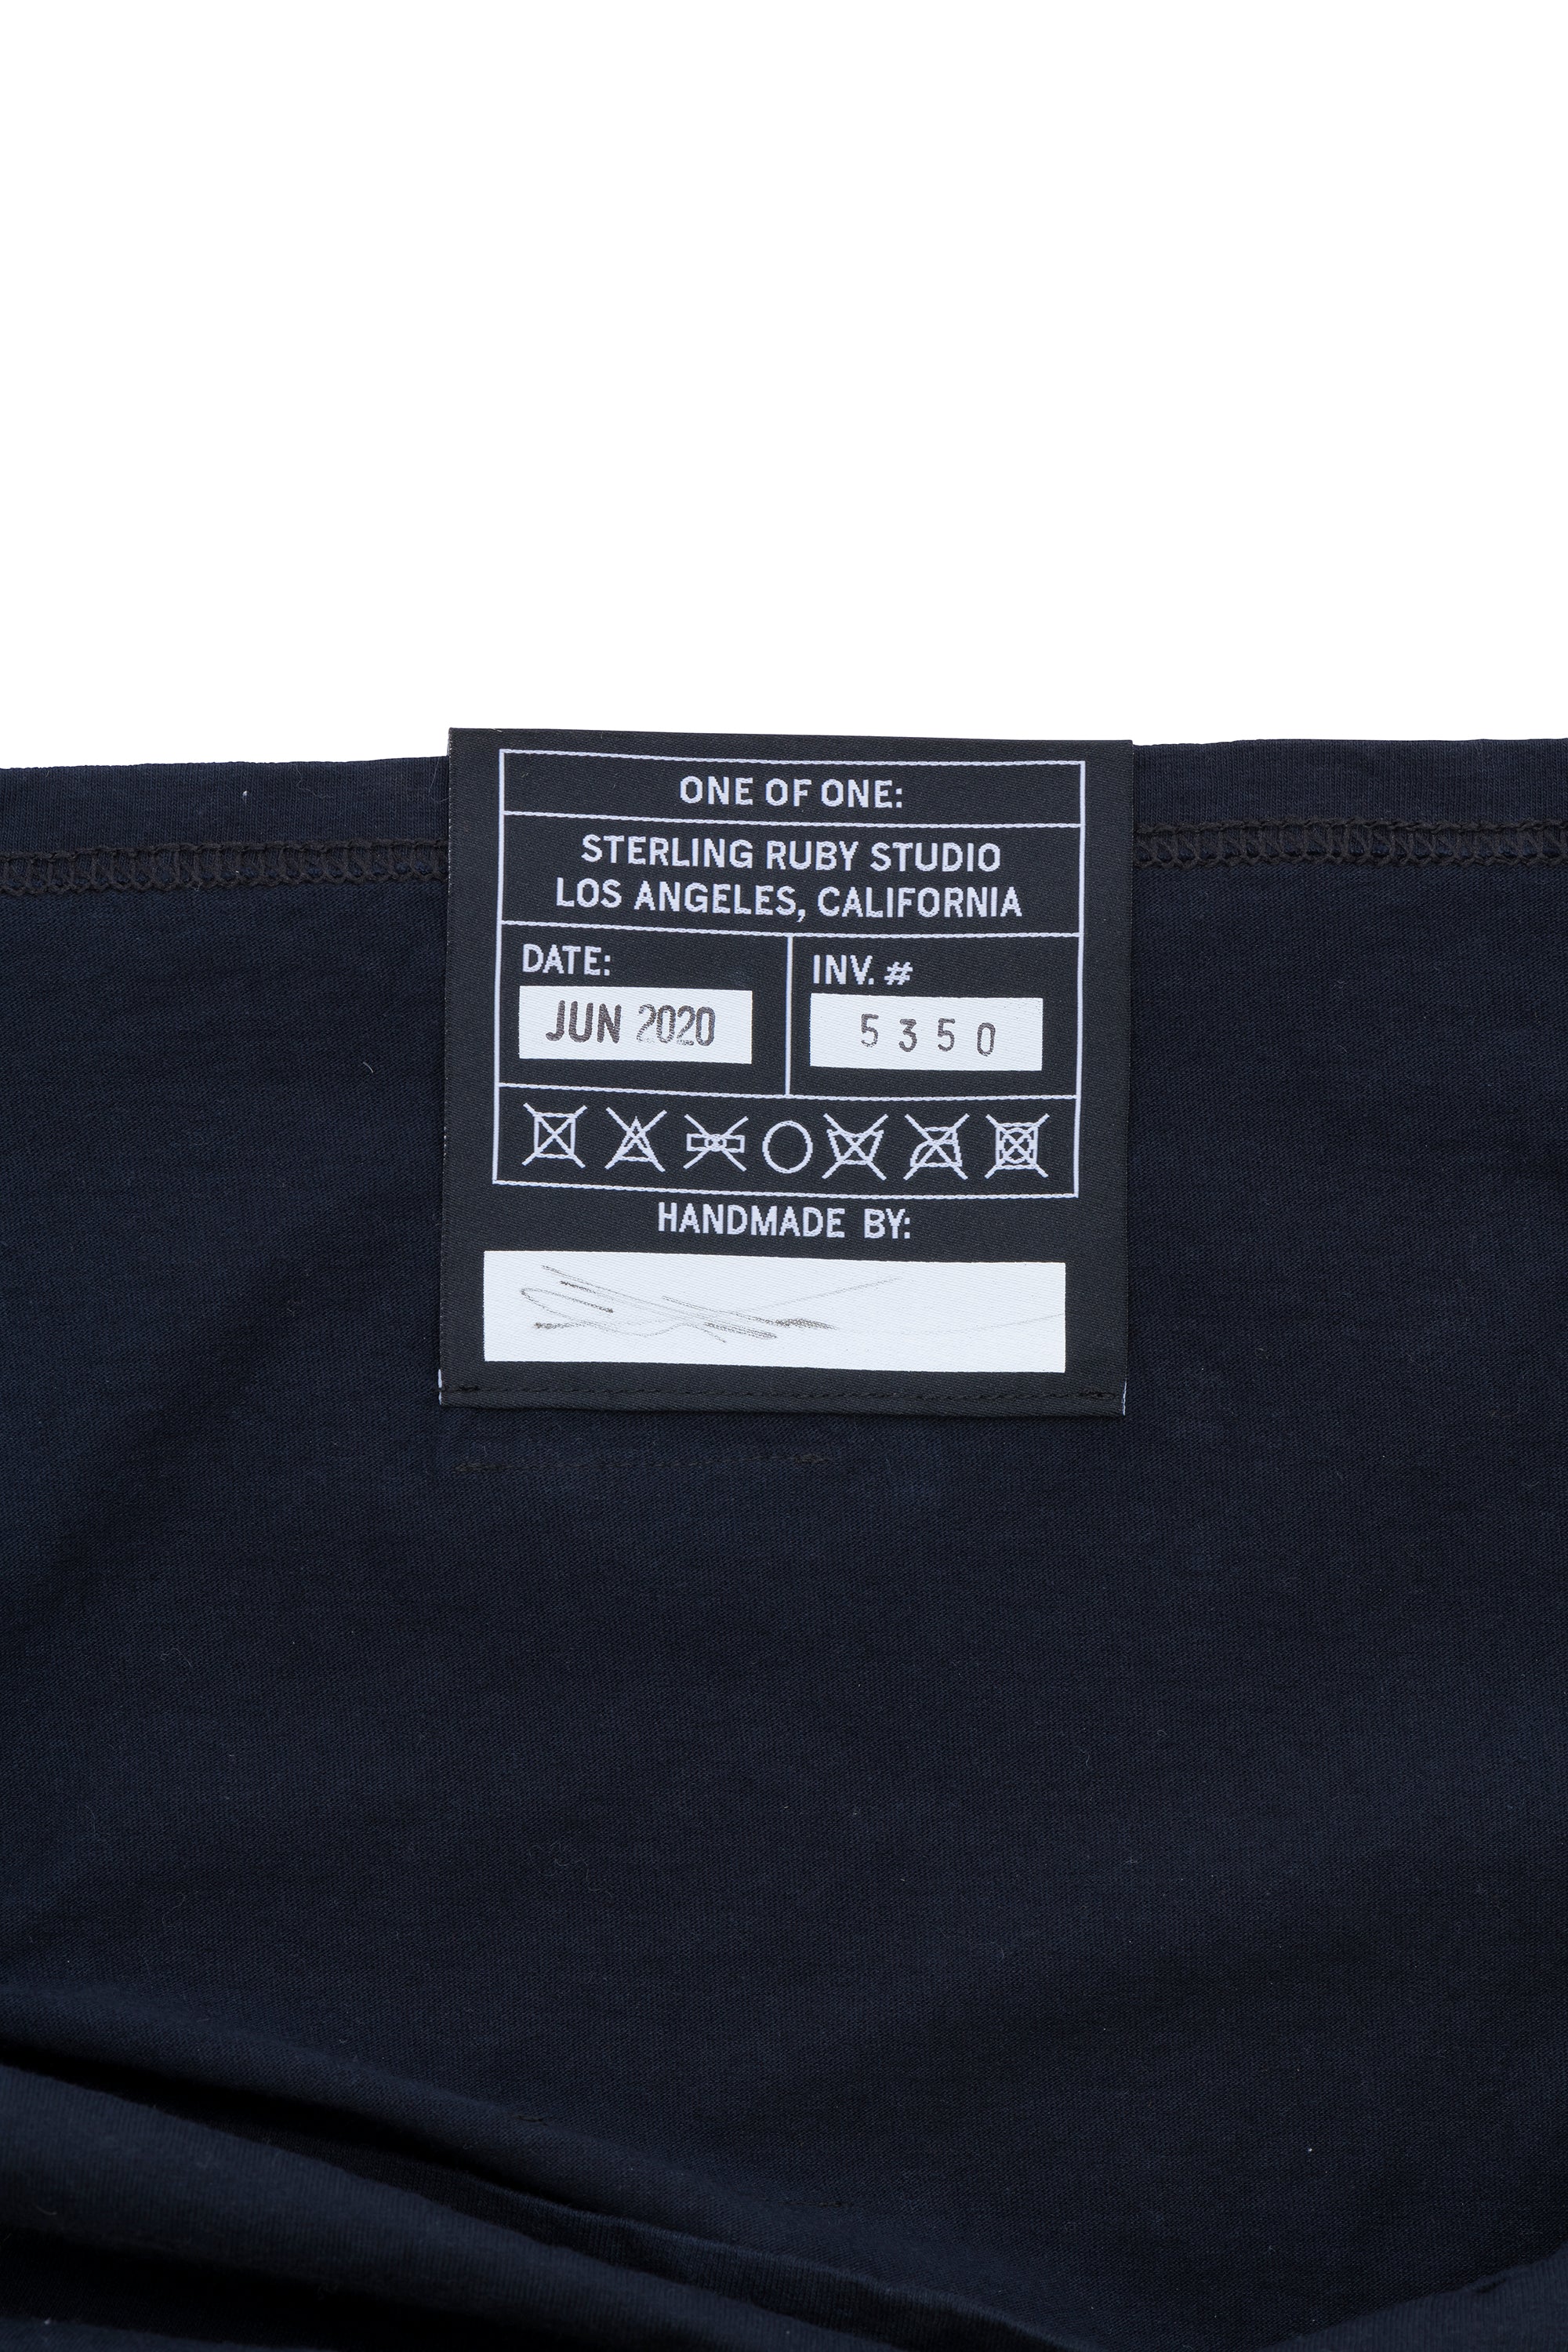 ONE OF ONE:
STERLING RUBY STUDIO
LOS ANGELES, CALIFORNIA
DATE:
JUN 2020
INV. #
5350
HANDMADE BY: